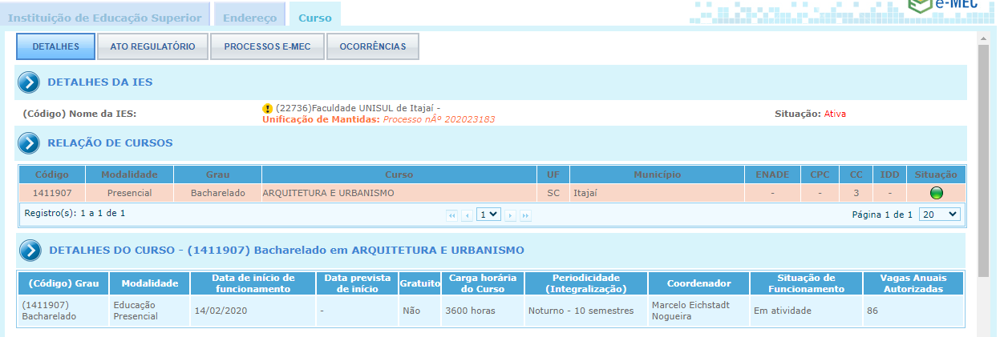 e-MEC
Instituição de Educação Superior Endereço Curso
DETALHES ATO REGULATÓRIO PROCESSOS E-MEC OCORRÊNCIAS
DETALHES DA IES
(Código) Nome da IES: (22736)Faculdade UNISUL de Itajaí - Situação: Ativa
Unificação de Mantidas: Processo nÂº 202023183
RELAÇÃO DE CURSOS
Código Modalidade Grau Curso UF Município ENADE CPC CC IDD Situação
1411907 Presencial Bacharelado ARQUITETURA E URBANISMO SC Itajaí - - 3 -
Registro(s): 1 a 1 de 1 1 Página 1 de 1 20
DETALHES DO CURSO - (1411907) Bacharelado em ARQUITETURA E URBANISMO
(Código) Grau Modalidade Data de início de funcionamento Data prevista de início Gratuito Carga horária do Curso Periodicidade (Integralização) Coordenador Situação de Funcionamento Vagas Anuais Autorizadas
(1411907) Bacharelado Educação Presencial 14/02/2020 - Não 3600 horas Noturno - 10 semestres Marcelo Eichstadt Nogueira Em atividade 86